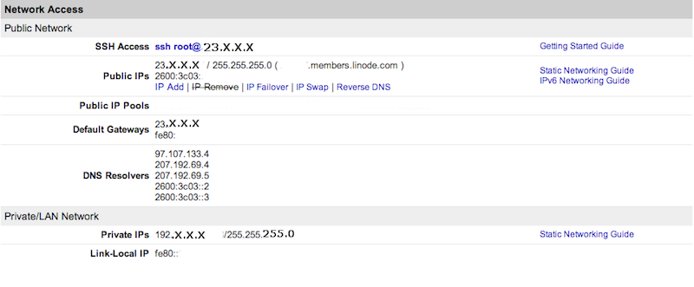 Network Access
Public Network
SSH Access ssh root@ 23.X.X.X Getting Started Guide
Public IPs 23.X.X.X / 255.255.255.0 ( .members.linode.com ) Static Networking Guide
2600:3c03: IPv6 Networking Guide
IP Add | IP Remove | IP Failover | IP Swap | Reverse DNS
Public IP Pools
Default Gateways 23.X.X.X
fe80:
DNS Resolvers 97.107.133.4
207.192.69.4
207.192.69.5
2600:3c03::2
2600:3c03::3
Private/LAN Network
Private IPs 192.X.X.X /255.255.255.0 Static Networking Guide
Link-Local IP fe80::